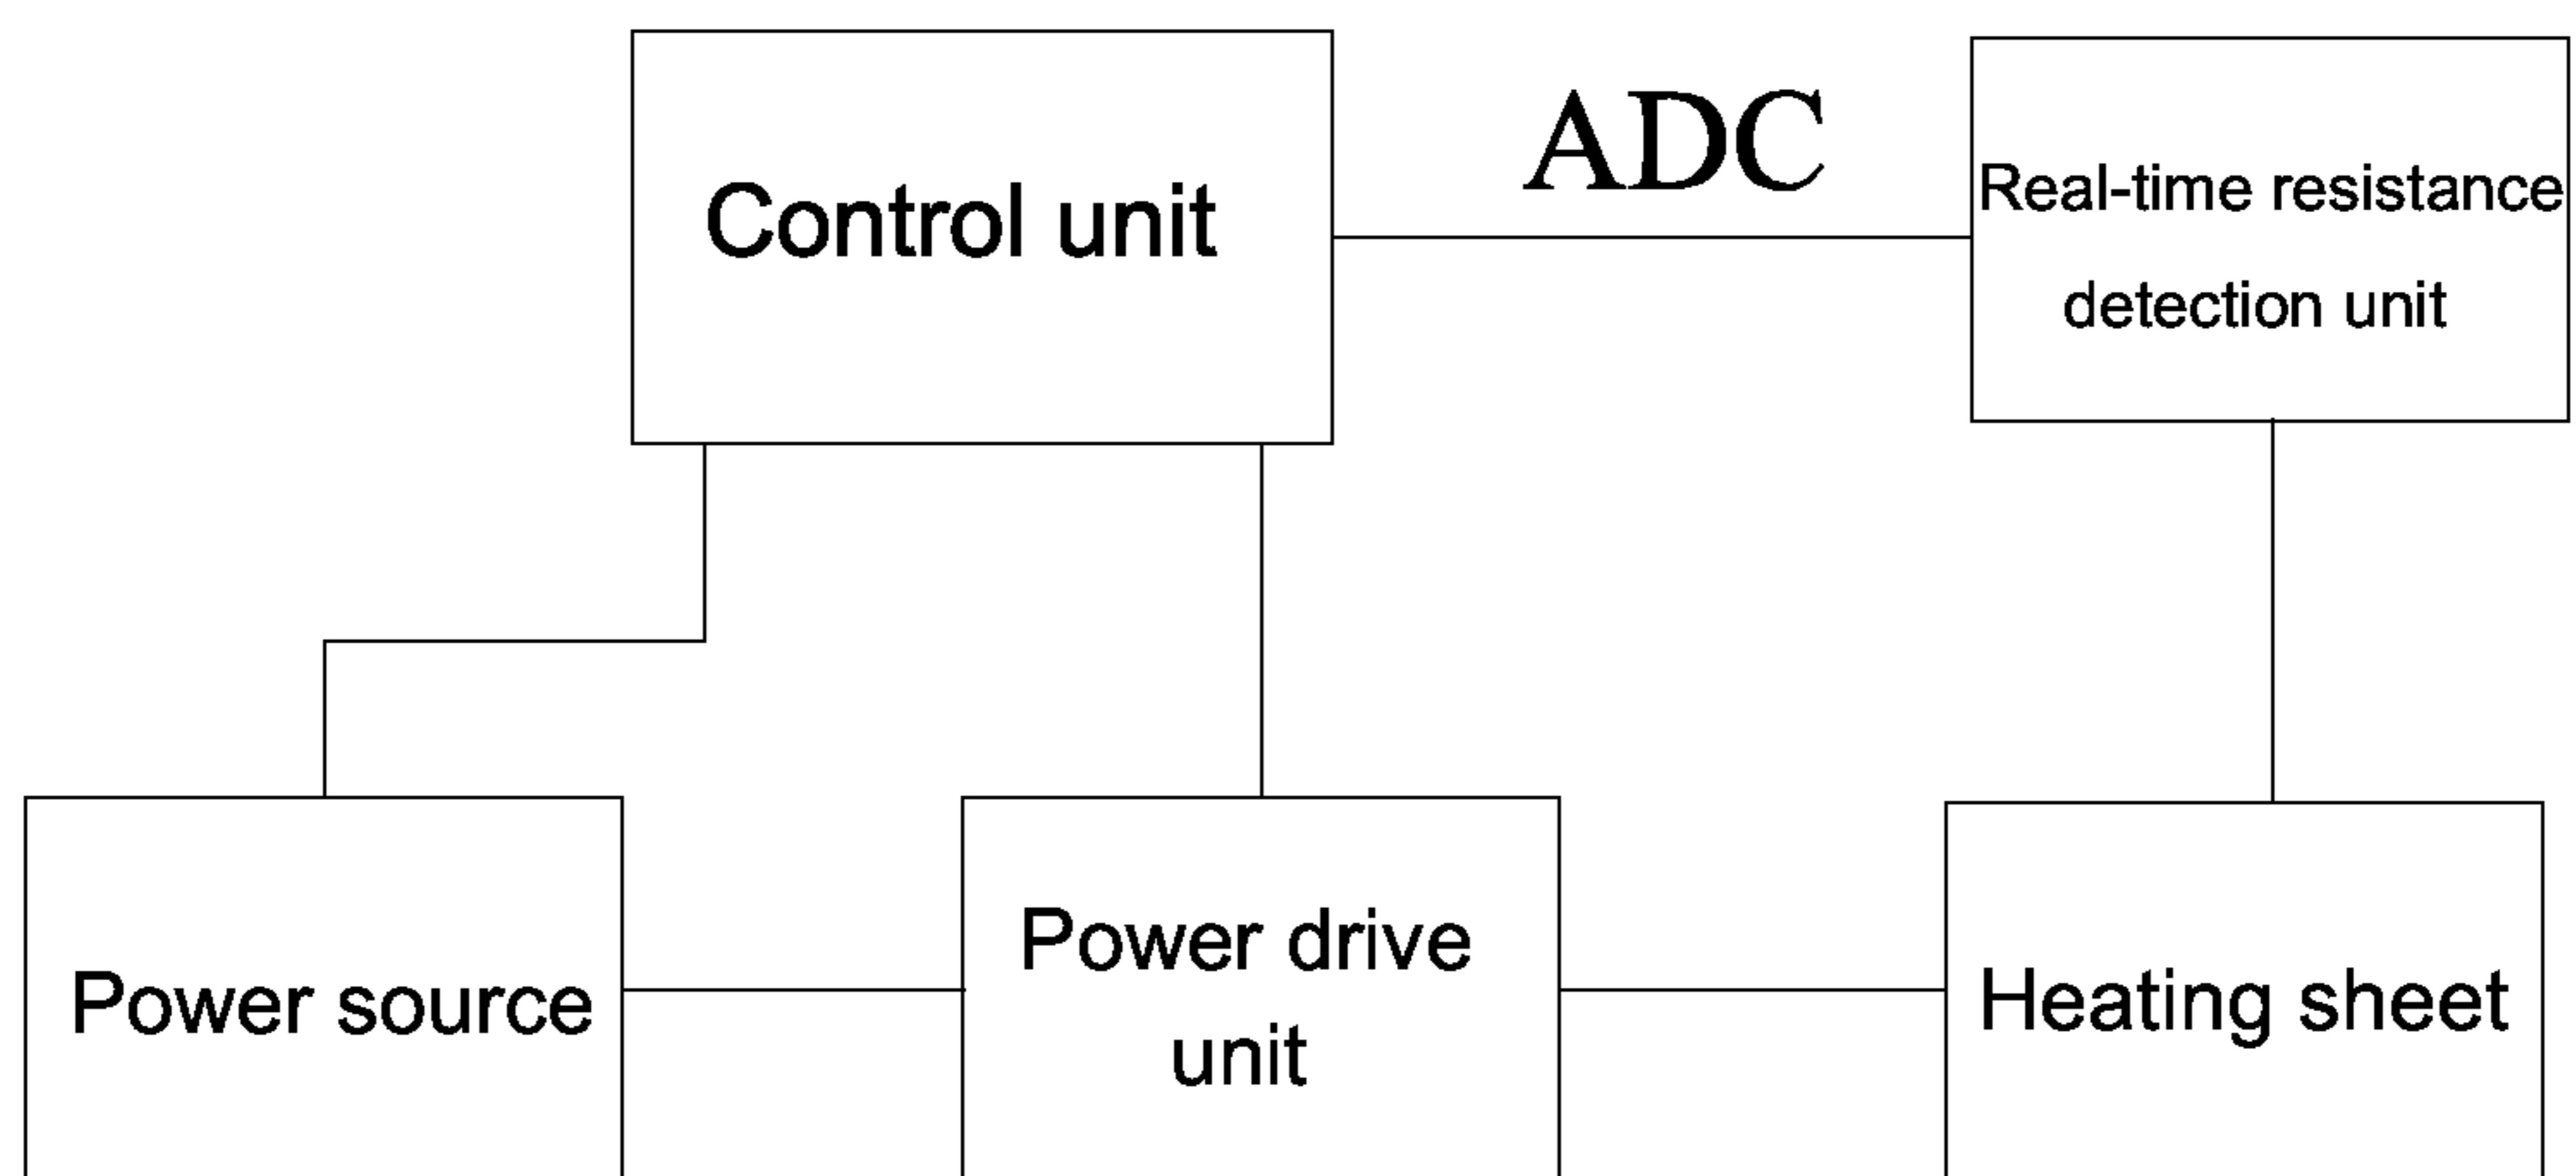 Control unit
ADC
Real-time resistance
detection unit
Power source
Power drive
unit
Heating sheet